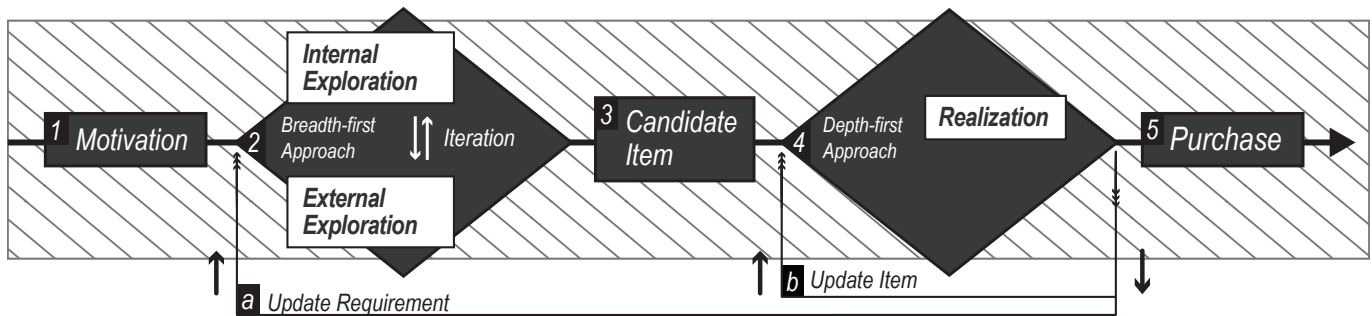 1 Motivation
2 Breadth-first
Approach
Internal
Exploration
Iteration
External
Exploration
3 Candidate
Item
4 Depth-first
Approach
Realization
5 Purchase
a Update Requirement
b Update Item